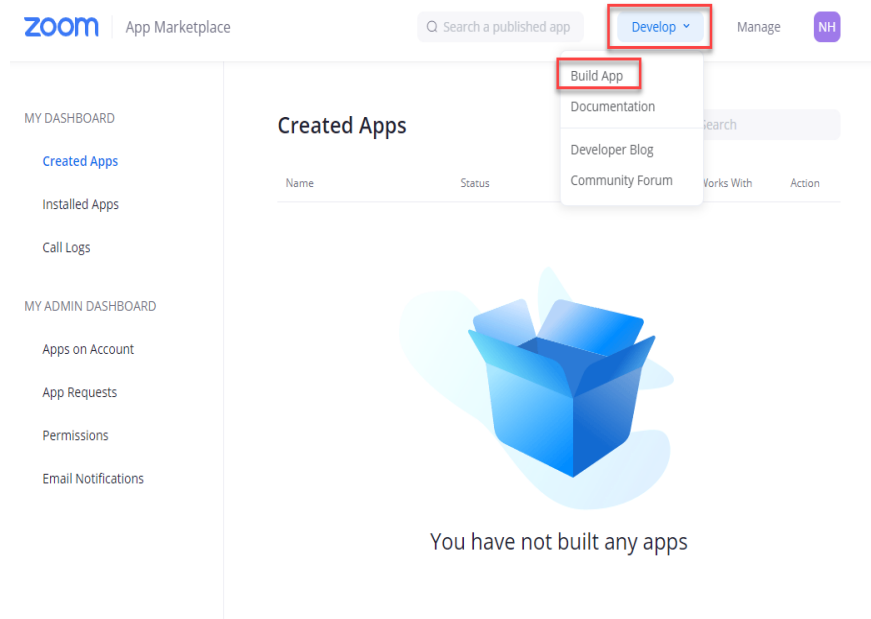 zoom App Marketplace Search a published app Develop Manage NH
Build App
Documentation
Developer Blog
Community Forum
MY DASHBOARD
Created Apps
Installed Apps
Call Logs
MY ADMIN DASHBOARD
Apps on Account
App Requests
Permissions
Email Notifications
Created Apps
Search
Name Status Works With Action
You have not built any apps